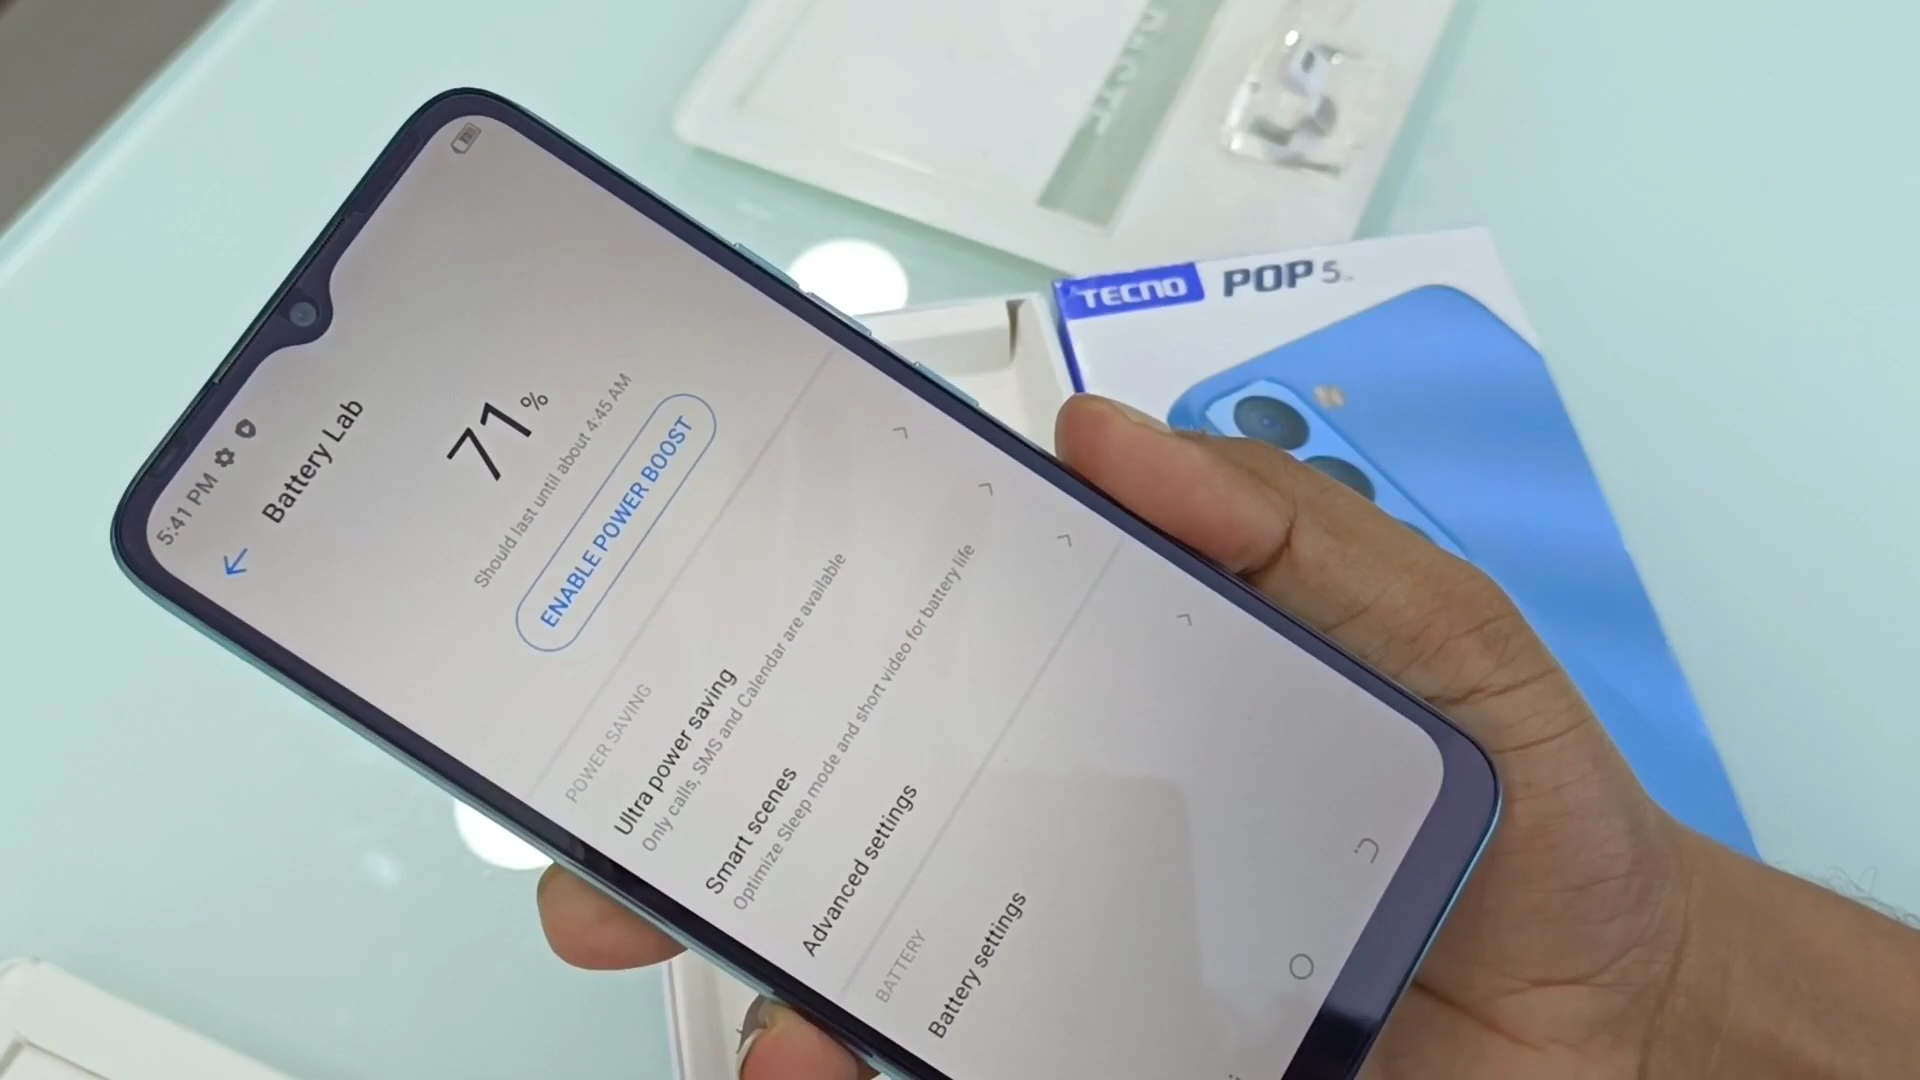 5:41 PM
Battery Lab
71 %
Should last until about 4:45 AM
ENABLE POWER BOOST
POWER SAVING
Ultra power saving
Only calls, SMS and Calendar are available
Smart scenes
Optimize Sleep mode and short video for battery life
Advanced settings
BATTERY
Battery settings
TECNO POP 5